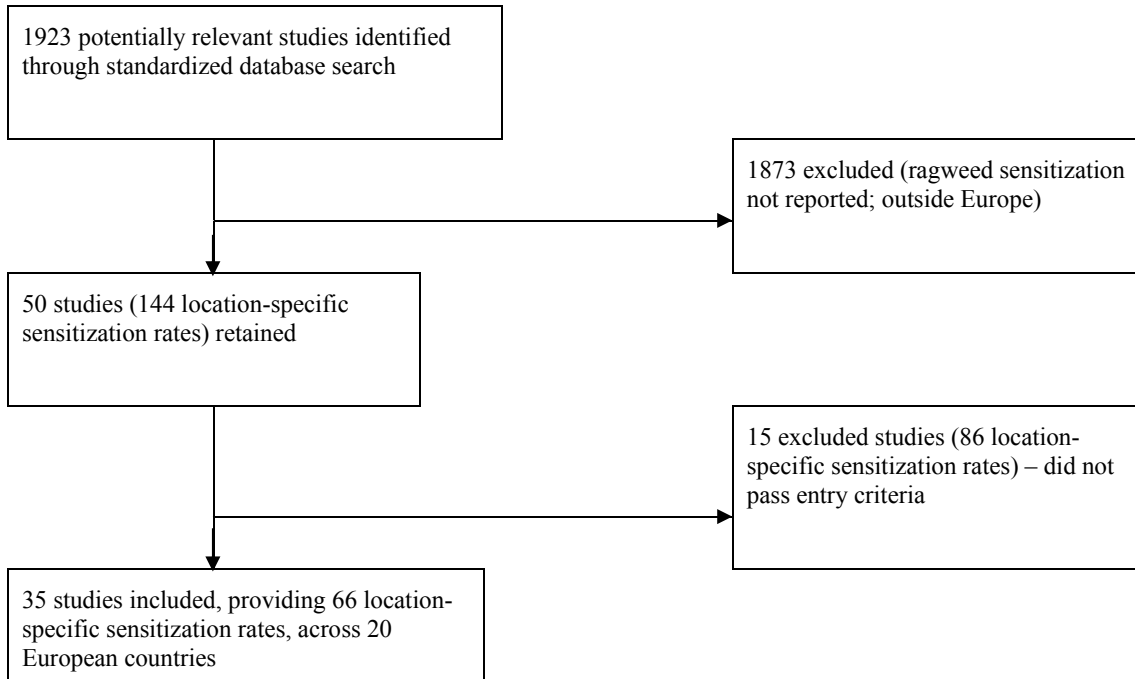 1923 potentially relevant studies identified
through standardized database search
1873 excluded (ragweed sensitization
not reported; outside Europe)
50 studies (144 location-specific
sensitization rates) retained
15 excluded studies (86 location-
specific sensitization rates) – did not
pass entry criteria
35 studies included, providing 66 location-
specific sensitization rates, across 20
European countries